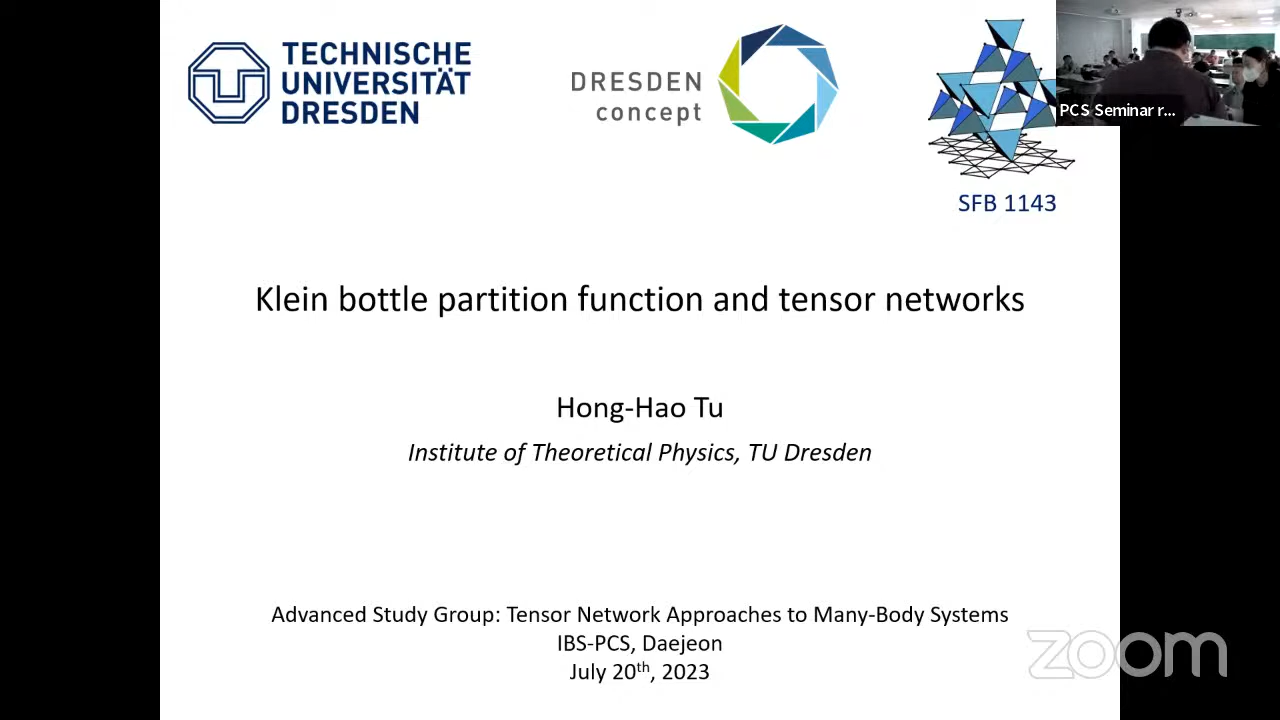 TECHNISCHE
UNIVERSITÄT
DRESDEN
DRESDEN
concept
PCS Seminar r...
SFB 1143
Klein bottle partition function and tensor networks
Hong-Hao Tu
Institute of Theoretical Physics, TU Dresden
Advanced Study Group: Tensor Network Approaches to Many-Body Systems
IBS-PCS, Daejeon
July 20th, 2023
zoom